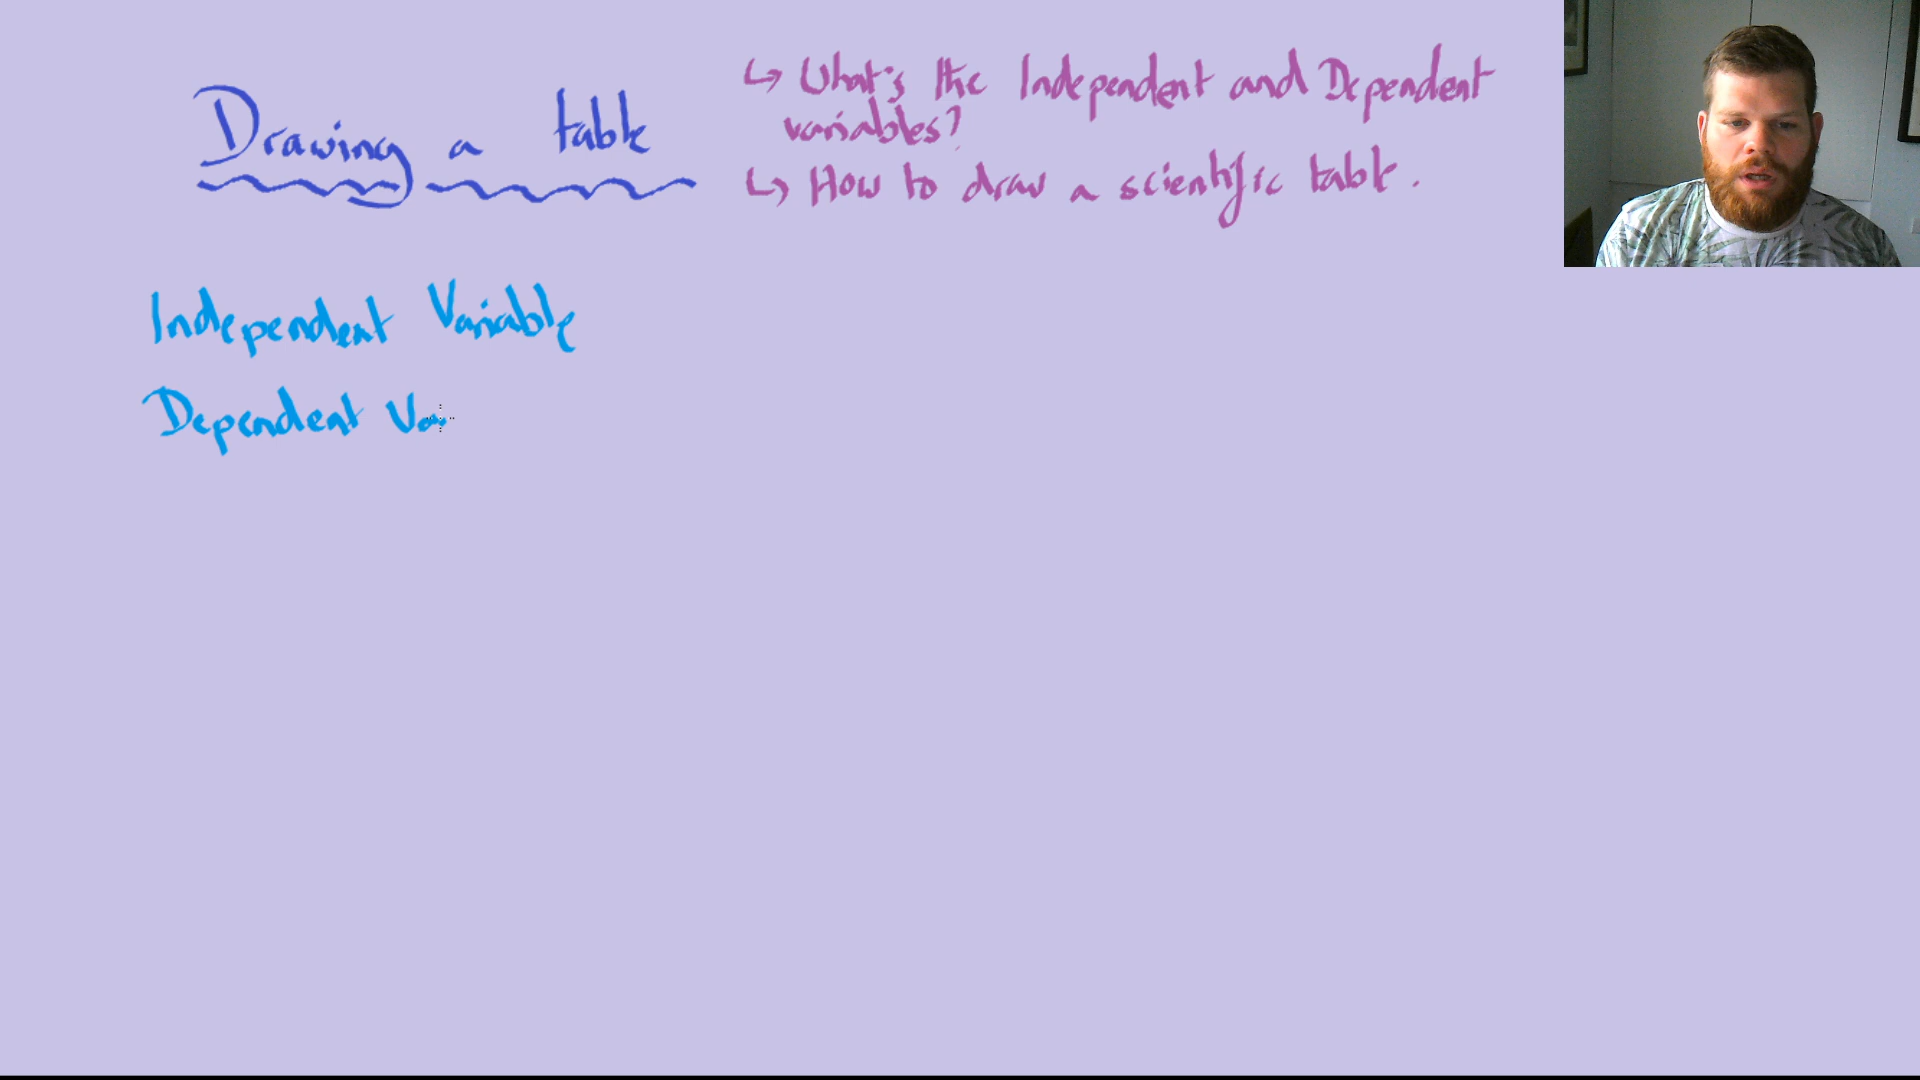 Drawing a table
↳ What's the Independent and Dependent
variables?
↳ How to draw a scientific table.
Independent Variable
Dependent Va